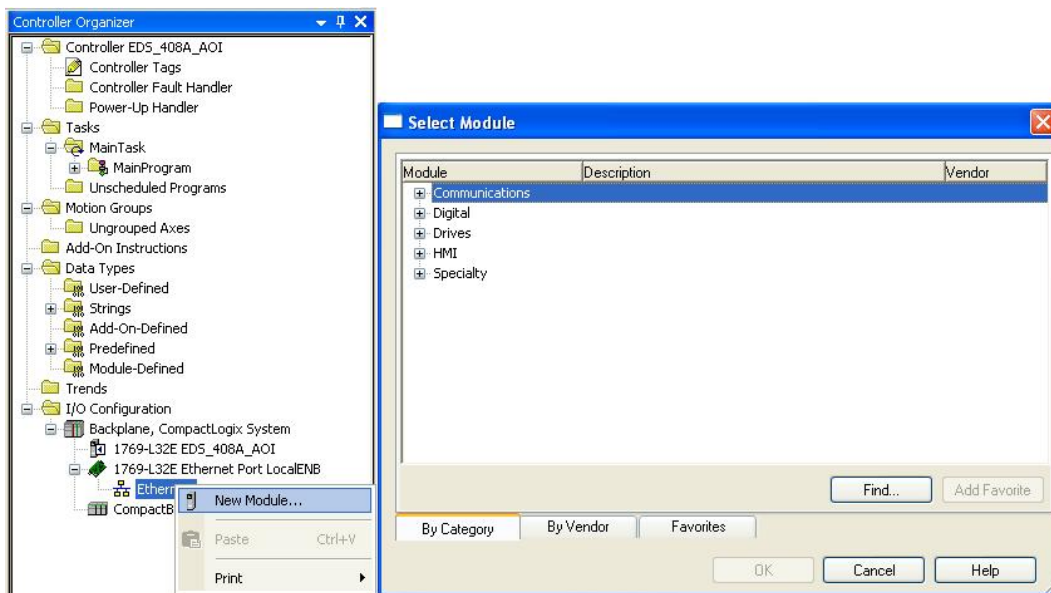 Controller Organizer
Controller EDS_408A_AOI
Controller Tags
Controller Fault Handler
Power-Up Handler
Tasks
MainTask
MainProgram
Unscheduled Programs
Motion Groups
Ungrouped Axes
Add-On Instructions
Data Types
User-Defined
Strings
Add-On-Defined
Predefined
Module-Defined
Trends
I/O Configuration
Backplane, CompactLogix System
1769-L32E EDS_408A_AOI
1769-L32E Ethernet Port LocalENB
Ethern
CompactB
New Module...
Paste Ctrl+V
Print
Select Module
Module Description Vendor
Communications
Digital
Drives
HMI
Specialty
Find... Add Favorite
By Category By Vendor Favorites
OK Cancel Help